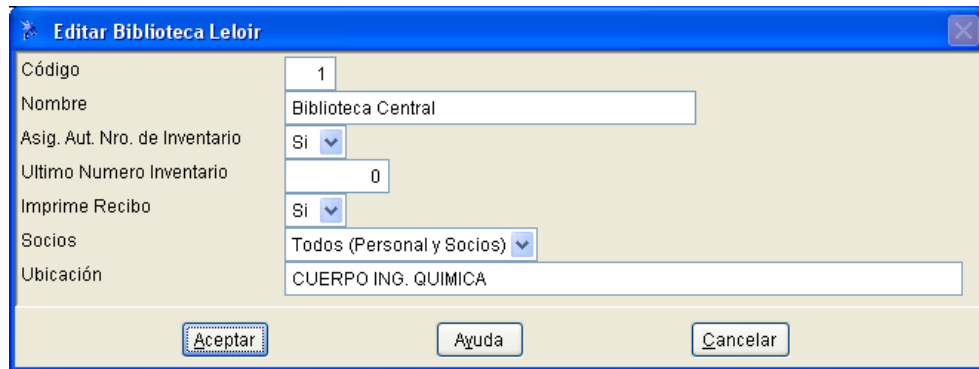 Editar Biblioteca Leloir
Código 1
Nombre Biblioteca Central
Asig. Aut. Nro. de Inventario Si
Ultimo Numero Inventario 0
Imprime Recibo Si
Socios Todos (Personal y Socios)
Ubicación CUERPO ING. QUIMICA
Aceptar Ayuda Cancelar